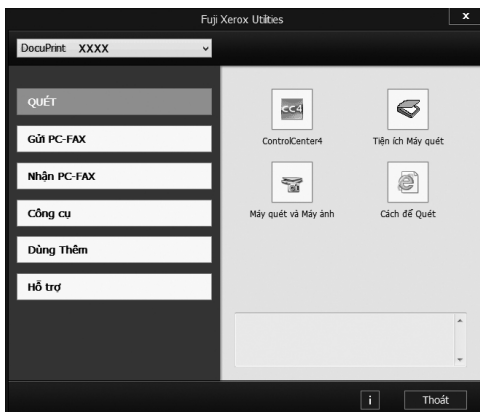 Fuji Xerox Utilities
x
DocuPrint XXXX
QUÉT
Gửi PC-FAX
Nhận PC-FAX
Công cụ
Dùng Thêm
Hỗ trợ
CC4
ControlCenter4
Tiện ích Máy quét
Máy quét và Máy ảnh
Cách để Quét
i
Thoát